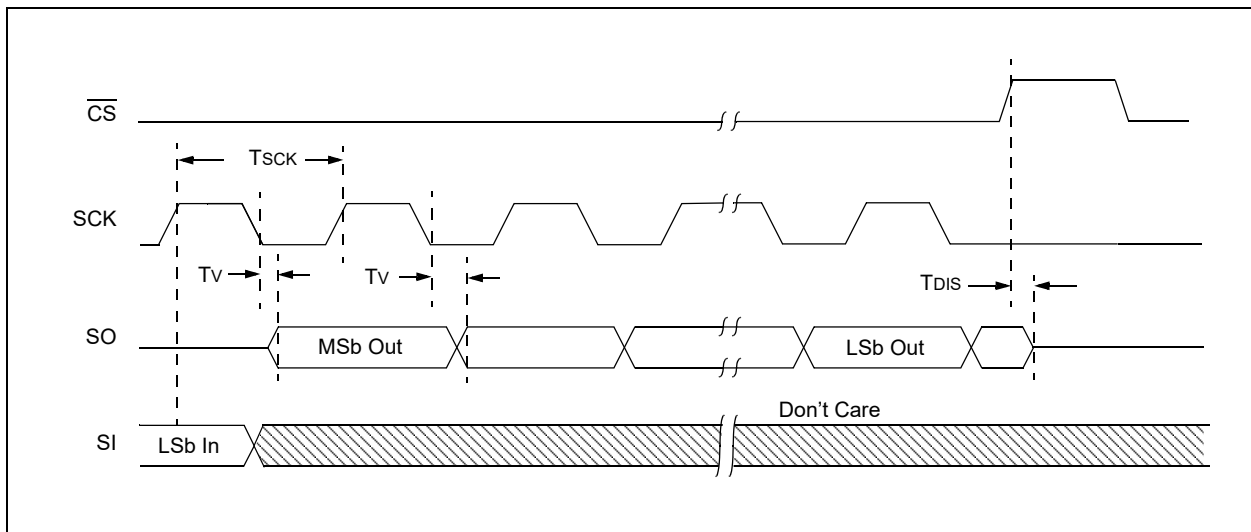 CS
TSCK
SCK
TV
TV
TDIS
SO
MSb Out
LSb Out
Don't Care
SI
LSb In